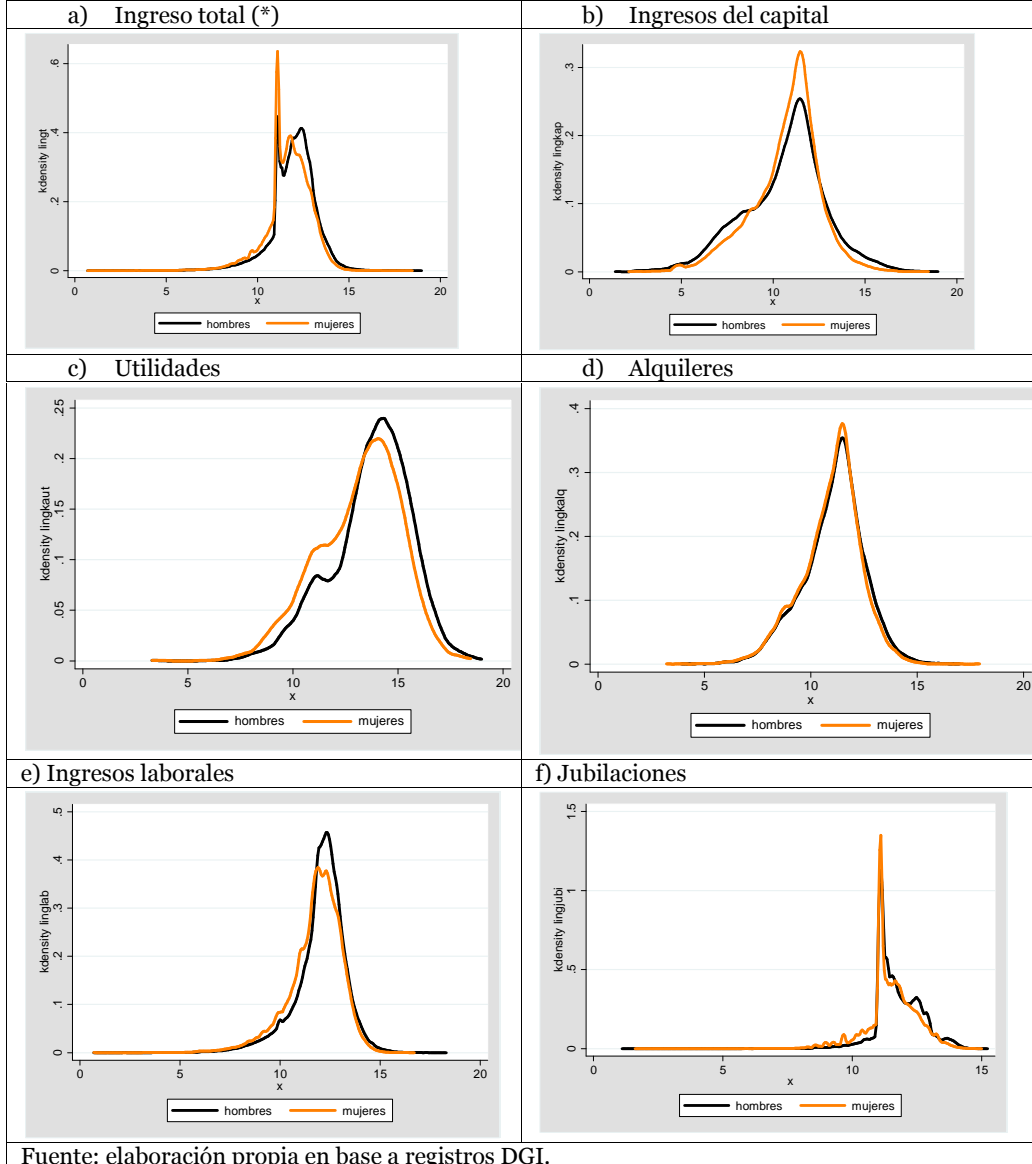 a) Ingreso total (*)
b) Ingresos del capital
kdensity lingt
0 .2 .4 .6
0 5 10 15 20
x
hombres mujeres
kdensity lingkap
0 .1 .2 .3
0 5 10 15 20
x
hombres mujeres
c) Utilidades
d) Alquileres
kdensity lingkaut
0 .05 .1 .15 .2 .25
0 5 10 15 20
x
hombres mujeres
kdensity lingkalq
0 .1 .2 .3 .4
0 5 10 15 20
x
hombres mujeres
e) Ingresos laborales
f) Jubilaciones
kdensity linglab
0 .1 .2 .3 .4 .5
0 5 10 15 20
x
hombres mujeres
kdensity lingjubi
0 .5 1 1.5
0 5 10 15
x
hombres mujeres
Fuente: elaboración propia en base a registros DGI.